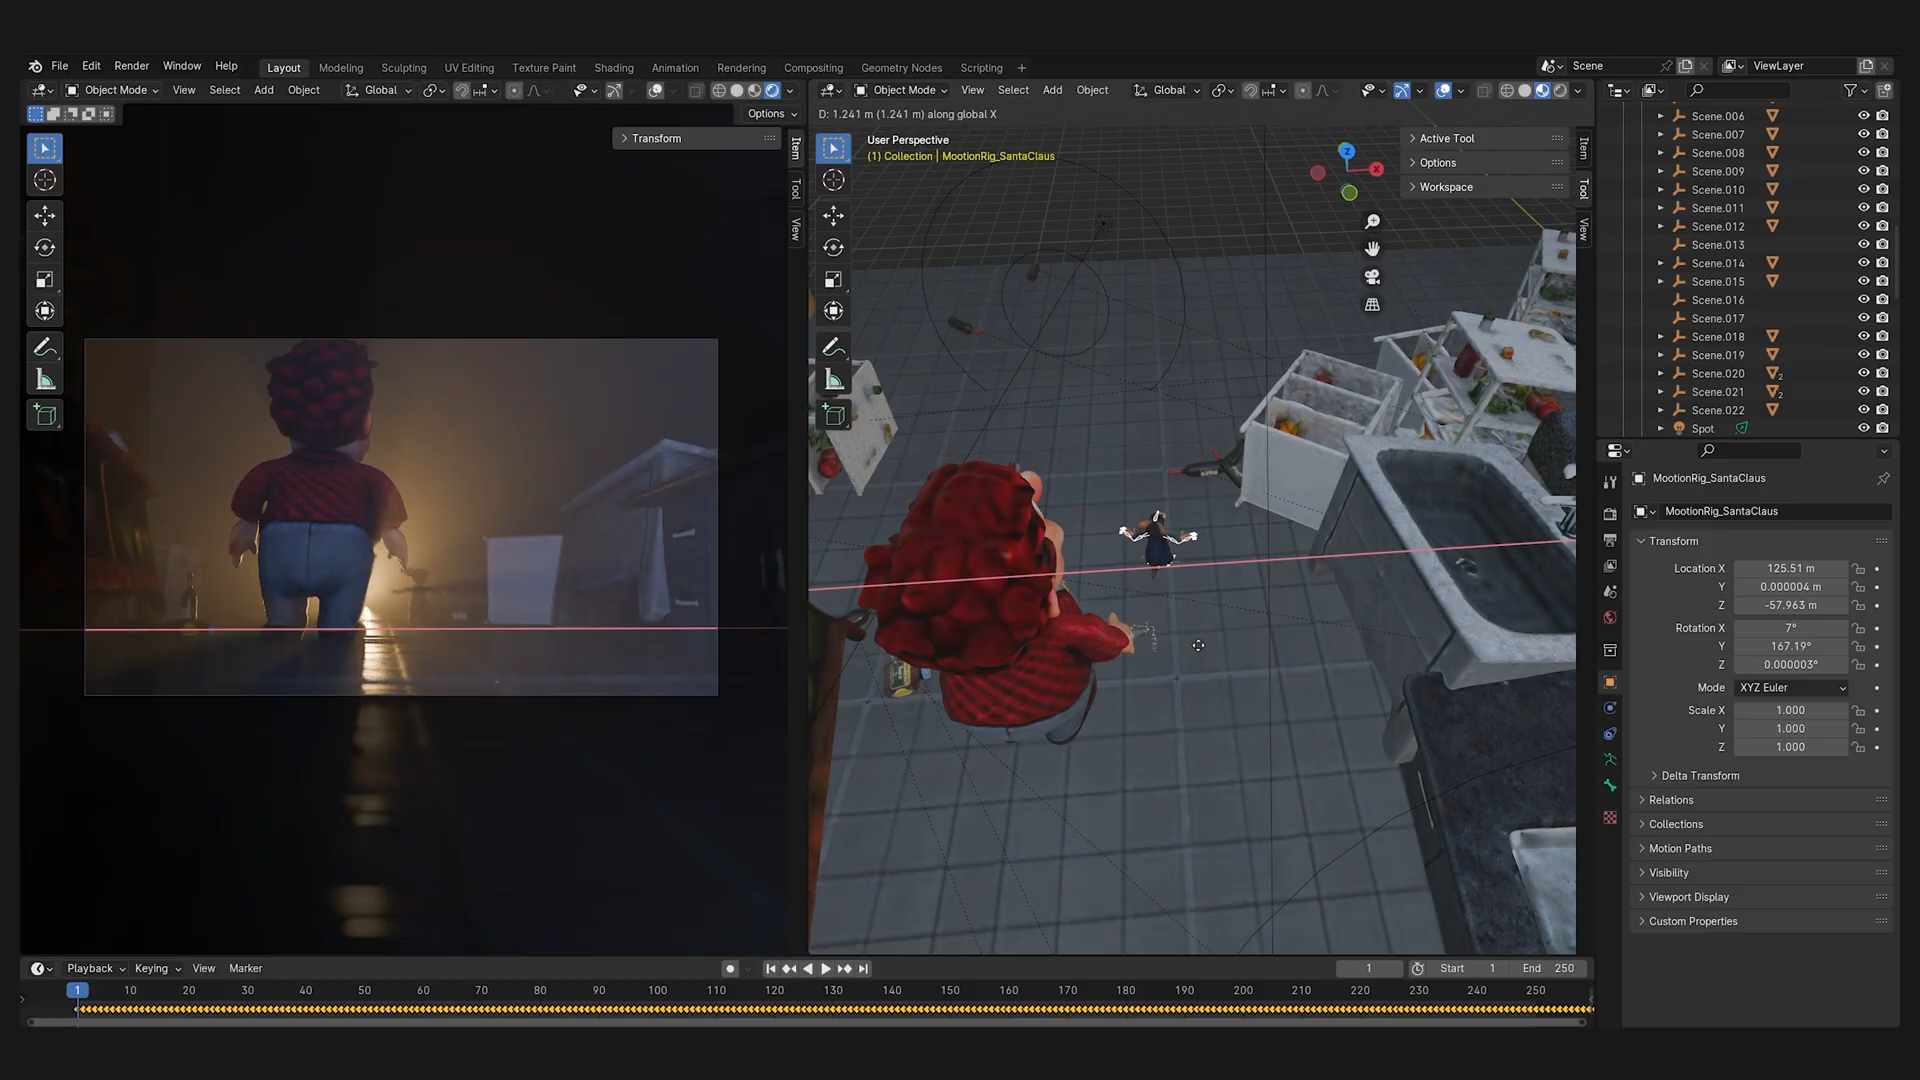 File Edit Render Window Help Layout Modeling Sculpting UV Editing Texture Paint Shading Animation Rendering Compositing Geometry Nodes Scripting + Scene ViewLayer
Object Mode View Select Add Object Global
Object Mode View Select Add Object Global
Options
D: 1.241 m (1.241 m) along global X
Transform
Item
Tool
View
User Perspective
(1) Collection | MootionRig_SantaClaus
Z
X
Active Tool
Options
Workspace
Item
Tool
View
Scene.006
Scene.007
Scene.008
Scene.009
Scene.010
Scene.011
Scene.012
Scene.013
Scene.014
Scene.015
Scene.016
Scene.017
Scene.018
Scene.019
Scene.020 2
Scene.021 2
Scene.022
Spot
MootionRig_SantaClaus
MootionRig_SantaClaus
Transform
Location X 125.51 m
Y 0.000004 m
Z -57.963 m
Rotation X 7°
Y 167.19°
Z 0.000003°
Mode XYZ Euler
Scale X 1.000
Y 1.000
Z 1.000
Delta Transform
Relations
Collections
Motion Paths
Visibility
Viewport Display
Custom Properties
Playback Keying View Marker 1 Start 1 End 250
1 10 20 30 40 50 60 70 80 90 100 110 120 130 140 150 160 170 180 190 200 210 220 230 240 250